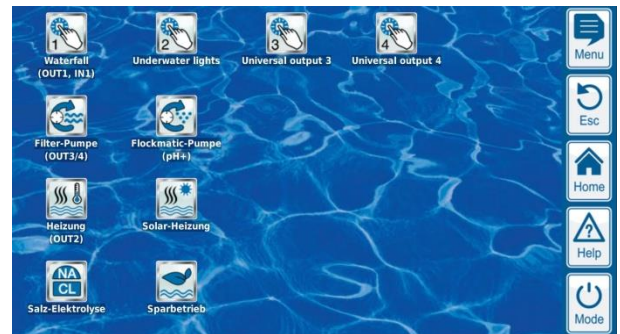 1
2
3
4
Waterfall
(OUT1, IN1)
Underwater lights
Universal output 3
Universal output 4
Filter-Pumpe
(OUT3/4)
Flockmatic-Pumpe
(pH+)
Heizung
(OUT2)
Solar-Heizung
NA
CL
Salz-Elektrolyse
Sparbetrieb
Menu
Esc
Home
?
Help
Mode